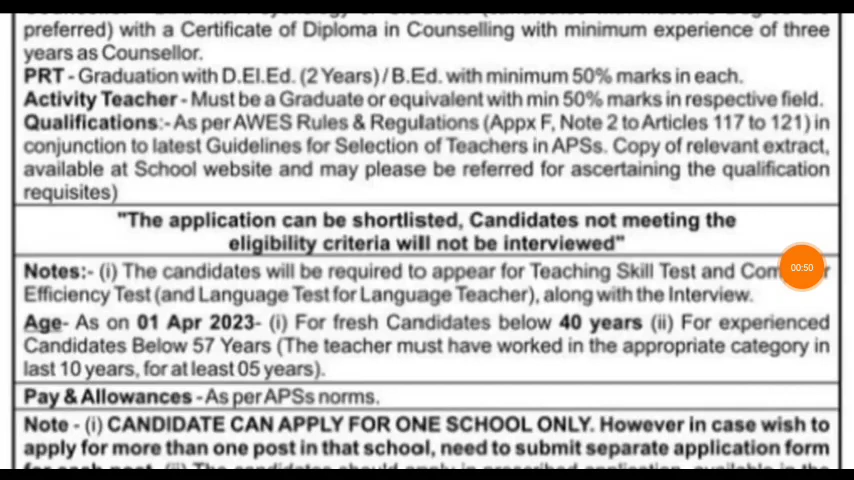 preferred) with a Certificate of Diploma in Counselling with minimum experience of three
years as Counsellor.
PRT - Graduation with D.El.Ed. (2 Years) / B.Ed. with minimum 50% marks in each.
Activity Teacher - Must be a Graduate or equivalent with min 50% marks in respective field.
Qualifications:- As per AWES Rules & Regulations (Appx F, Note 2 to Articles 117 to 121) in
conjunction to latest Guidelines for Selection of Teachers in APSs. Copy of relevant extract,
available at School website and may please be referred for ascertaining the qualification
requisites)
"The application can be shortlisted, Candidates not meeting the
eligibility criteria will not be interviewed"
Notes:- (i) The candidates will be required to appear for Teaching Skill Test and
00:50
Efficiency Test (and Language Test for Language Teacher), along with the Interview.
Age- As on 01 Apr 2023- (i) For fresh Candidates below 40 years (ii) For experienced
Candidates Below 57 Years (The teacher must have worked in the appropriate category in
last 10 years, for at least 05 years).
Pay & Allowances - As per APSs norms.
Note - (i) CANDIDATE CAN APPLY FOR ONE SCHOOL ONLY. However in case wish to
apply for more than one post in that school, need to submit separate application form